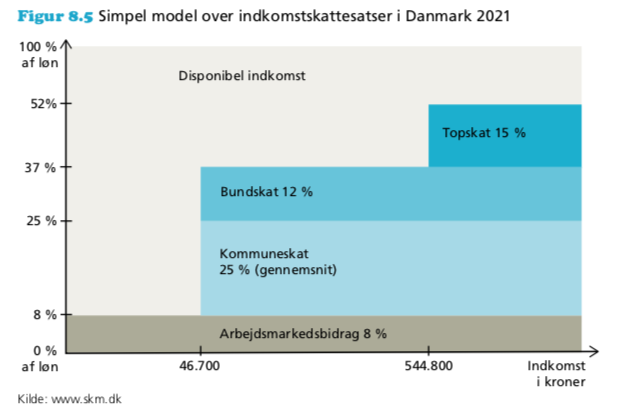 Figur 8.5 Simpel model over indkomstskattesatser i Danmark 2021
100 %
af løn
Disponibel indkomst
52%
Topskat 15 %
37 %
Bundskat 12 %
25 %
Kommuneskat
25 % (gennemsnit)
8 %
Arbejdsmarkedsbidrag 8 %
0 %
af løn
46.700
544.800
Indkomst
i kroner
Kilde: www.skm.dk